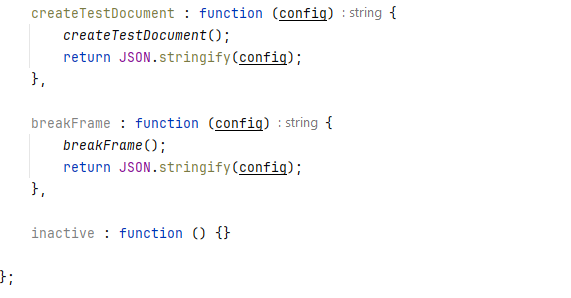 createTestDocument : function (config) : string {
createTestDocument();
return JSON.stringify(config);
},
breakFrame : function (config) : string {
breakFrame();
return JSON.stringify(config);
},
inactive : function () {}
};